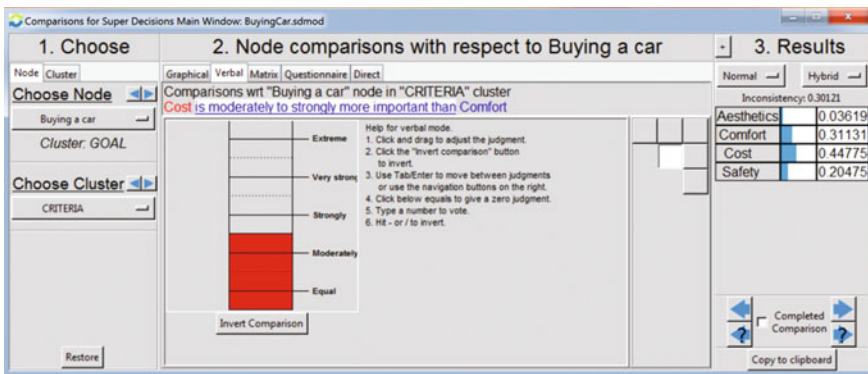 Comparisons for Super Decisions Main Window: BuyingCar.sdmod
1. Choose
Node Cluster
Choose Node
Buying a car
Cluster: GOAL
Choose Cluster
CRITERIA
Restore
2. Node comparisons with respect to Buying a car
Graphical Verbal Matrix Questionnaire Direct
Comparisons wrt "Buying a car" node in "CRITERIA" cluster
Cost is moderately to strongly more important than Comfort
Extreme
Very strong
Strongly
Moderately
Equal
Invert Comparison
Help for verbal mode.
1. Click and drag to adjust the judgment.
2. Click the "Invert comparison" button
to invert.
3. Use Tab/Enter to move between judgments
or use the navigation buttons on the right.
4. Click below equals to give a zero judgment.
5. Type a number to vote.
6. Hit - or / to invert.
+ 3. Results
Normal Hybrid
Inconsistency: 0.30121
Aesthetics 0.03619
Comfort 0.31131
Cost 0.44775
Safety 0.20475
Completed
Comparison
? ?
Copy to clipboard